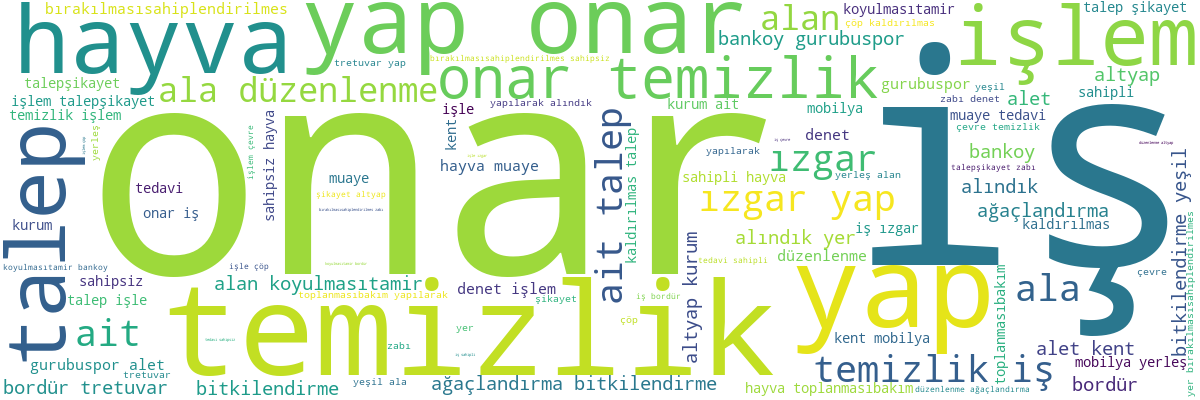 bırakılmasısahiplendirilmes
hayva
yap onar
alan
koyulmasıtamir
talep şikayet
çöp kaldırılmas
bankoy gurubuspor
işlem
tretuvar yap
bırakılmasısahiplendirilmes sahipsiz
onar temizlik
talepşikayet
ala düzenlenme
gurubuspor
yeşil
altyap
sahipli
işlem talepşikayet
temizlik işlem
işle
yapılarak alındık
kurum ait
mobilya
zabı denet
alet
muaye tedavi
çevre temizlik
onar
iş
talep
yerleş
işlem çevre
sahipsiz hayva
kent
hayva muaye
ait talep
kaldırılmas talep
yapılarak
denet
ızgar
bankoy
talepşikayet zabı
yerleş alan
sahipli hayva
alındık
tedavi
muaye
şikayet altyap
ızgar yap
ağaçlandırma
kaldırılmas
onar iş
kurum
iş ızgar
alındık yer
düzenlenme
bitkilendirme yeşil
koyulmasıtamir bankoy
işle çöp
tedavi sahipli
altyap kurum
sahipsiz
alan koyulmasıtamir
denet işlem
yap
toplanmasıbakım
ala
çevre
talep işle
toplanmasıbakım yapılarak
şikayet
iş bordür
temizlik
ait
çöp
yer
zabı
kent mobilya
alet kent
mobilya yerleş
gurubuspor alet
tretuvar
bordür tretuvar
bitkilendirme
yeşil ala
ağaçlandırma bitkilendirme
temizlik iş
hayva toplanmasıbakım
düzenlenme ağaçlandırma
bordür
yer bırakılmasısahiplendirilmes